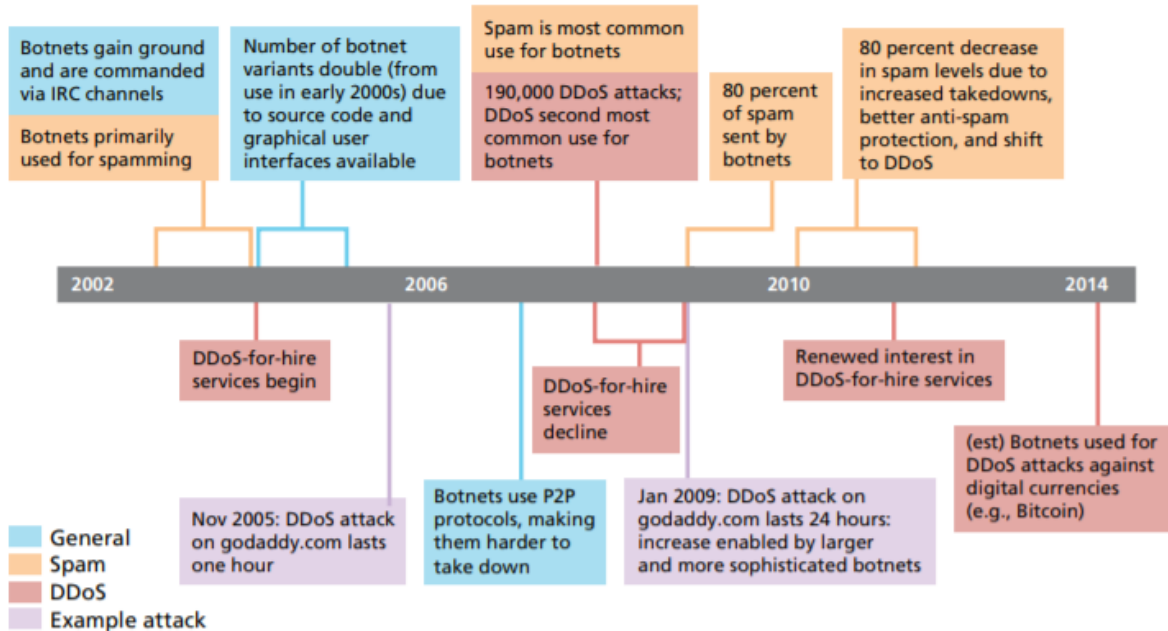 Botnets gain ground
and are commanded
via IRC channels
Botnets primarily
used for spamming
Number of botnet
variants double (from
use in early 2000s) due
to source code and
graphical user
interfaces available
Spam is most common
use for botnets
190,000 DDoS attacks;
DDoS second most
common use for
botnets
80 percent
of spam
sent by
botnets
80 percent decrease
in spam levels due to
increased takedowns,
better anti-spam
protection, and shift
to DDoS
2002
2006
2010
2014
DDoS-for-hire
services begin
DDoS-for-hire
services
decline
Renewed interest in
DDoS-for-hire services
(est) Botnets used for
DDoS attacks against
digital currencies
(e.g., Bitcoin)
Nov 2005: DDoS attack
on godaddy.com lasts
one hour
Botnets use P2P
protocols, making
them harder to
take down
Jan 2009: DDoS attack on
godaddy.com lasts 24 hours:
increase enabled by larger
and more sophisticated botnets
General
Spam
DDoS
Example attack